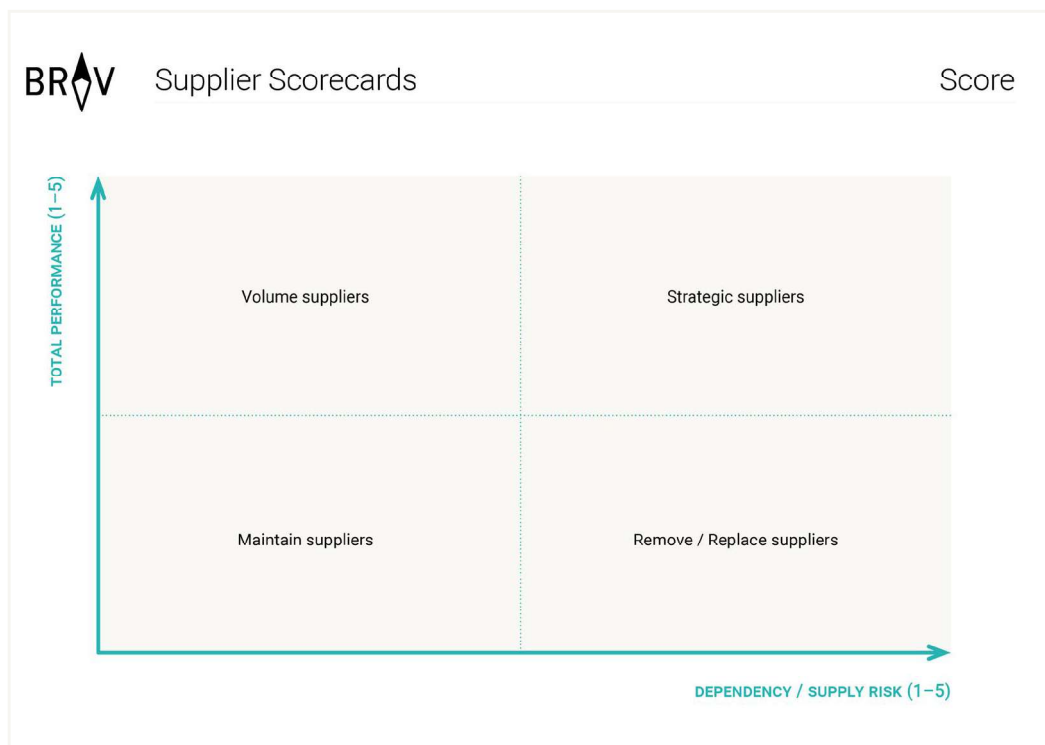 BRAV
Supplier Scorecards
Score
TOTAL PERFORMANCE (1–5)
Volume suppliers
Strategic suppliers
Maintain suppliers
Remove / Replace suppliers
DEPENDENCY / SUPPLY RISK (1–5)